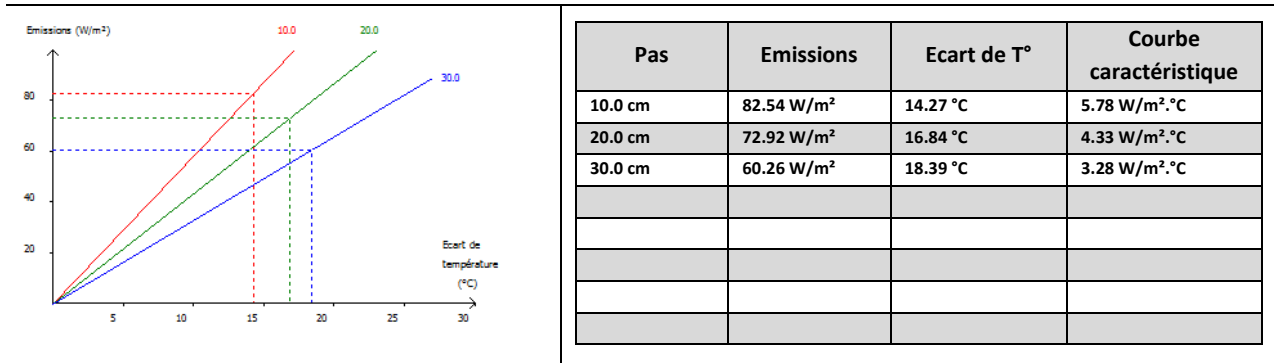 Emissions (W/m²)
10.0
20.0
30.0
80
60
40
20
Ecart de
température
(°C)
5 10 15 20 25 30
Pas Emissions Ecart de T° Courbe caractéristique
10.0 cm 82.54 W/m² 14.27 °C 5.78 W/m².°C
20.0 cm 72.92 W/m² 16.84 °C 4.33 W/m².°C
30.0 cm 60.26 W/m² 18.39 °C 3.28 W/m².°C